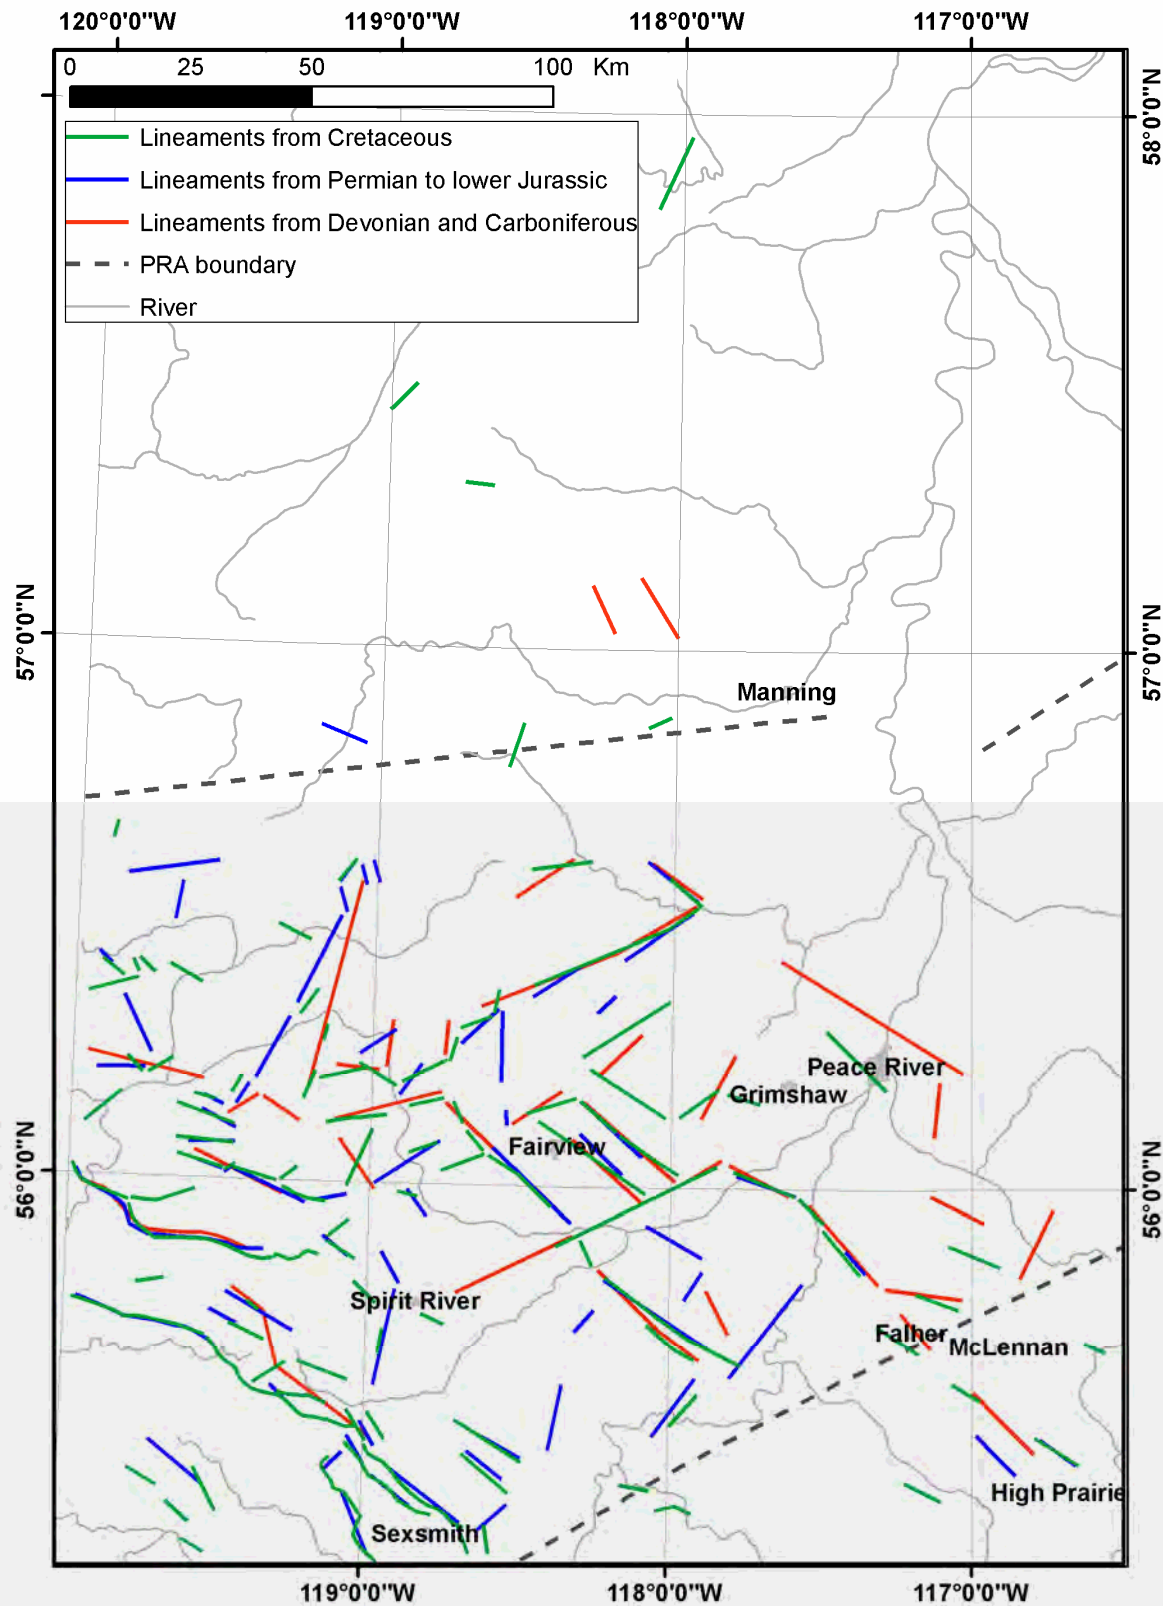 120°0'0"W 119°0'0"W 118°0'0"W 117°0'0"W
0 25 50 100 Km
58°0'0"N
Lineaments from Cretaceous
Lineaments from Permian to lower Jurassic
Lineaments from Devonian and Carboniferous
PRA boundary
River
57°0'0"N
57°0'0"N
Manning
Peace River
Grimshaw
Fairview
56°0'0"N
56°0'0"N
Spirit River
Falher
McLennan
High Prairie
Sexsmith
119°0'0"W 118°0'0"W 117°0'0"W